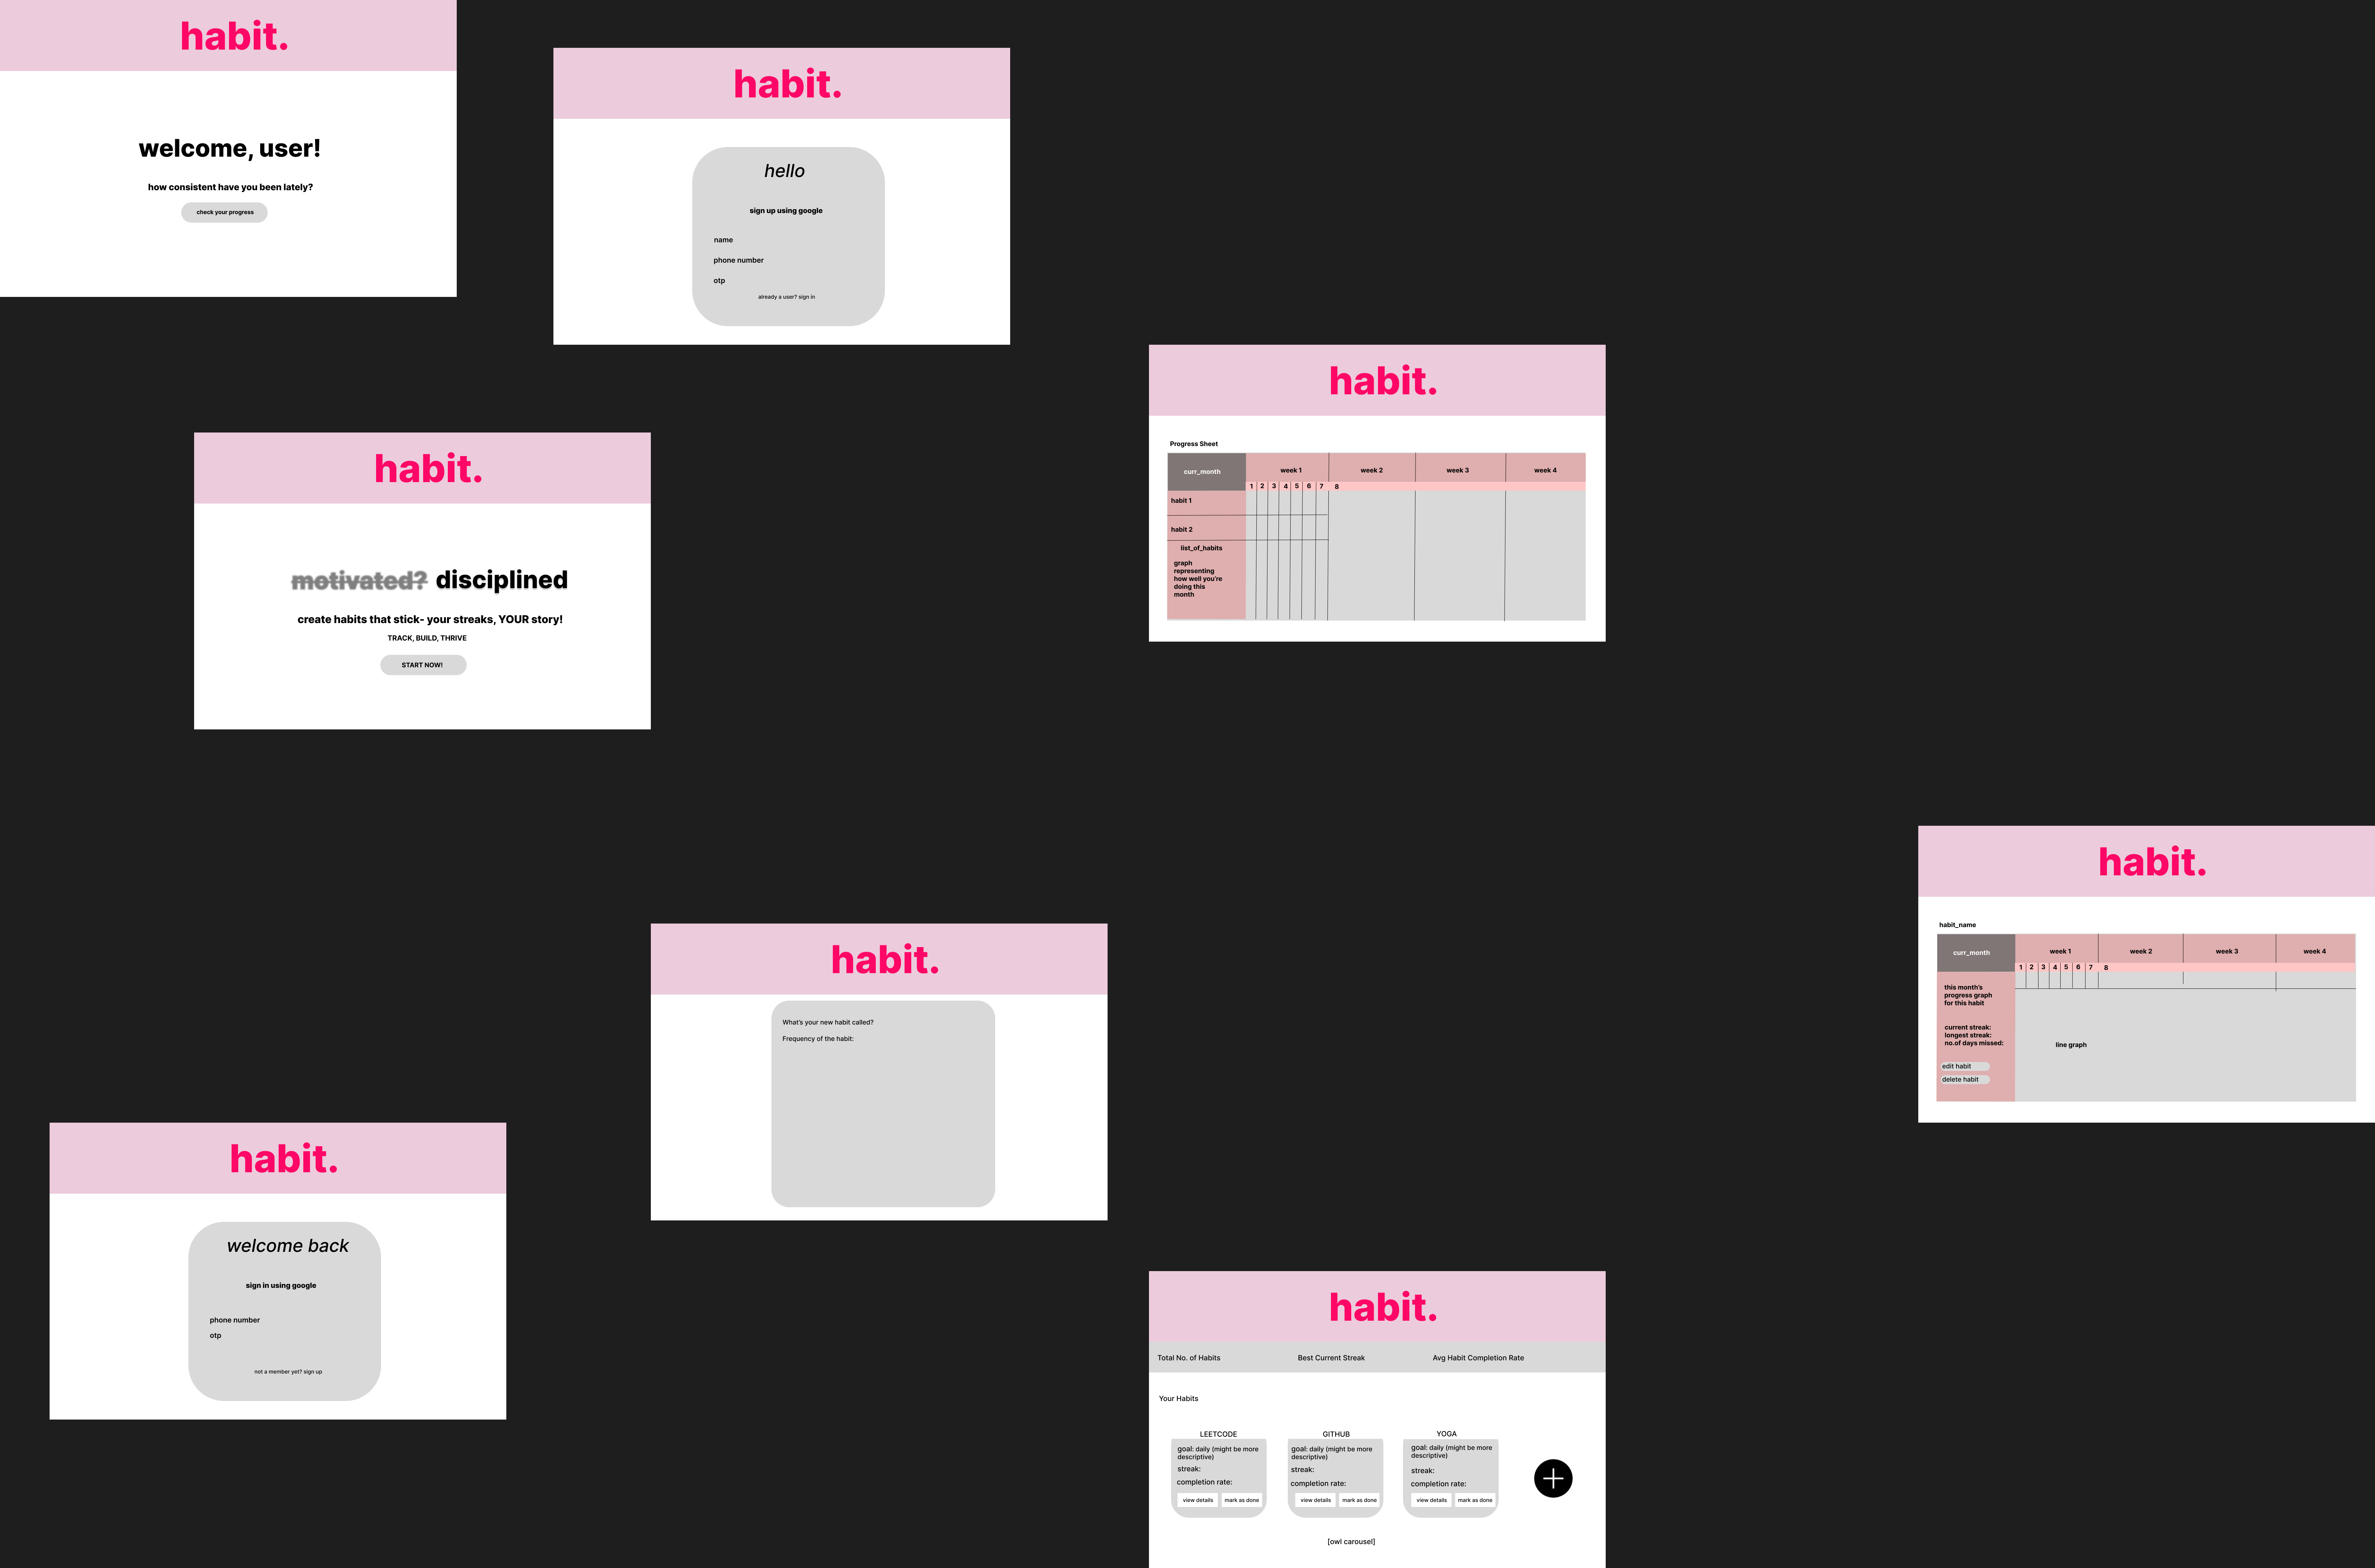 habit.
welcome, user!
how consistent have you been lately?
check your progress
habit.
hello
sign up using google
name
phone number
otp
already a user? sign in
habit.
Progress Sheet
curr_month
week 1
week 2
week 3
week 4
1 2 3 4 5 6 7 8
habit 1
habit 2
list_of_habits
graph
representing
how well you're
doing this
month
habit.
motivated? disciplined
create habits that stick- your streaks, YOUR story!
TRACK, BUILD, THRIVE
START NOW!
habit.
habit_name
curr_month
week 1
week 2
week 3
week 4
1 2 3 4 5 6 7 8
this month's
progress graph
for this habit
current streak:
longest streak:
no.of days missed:
line graph
edit habit
delete habit
habit.
What's your new habit called?
Frequency of the habit:
habit.
welcome back
sign in using google
phone number
otp
not a member yet? sign up
habit.
Total No. of Habits
Best Current Streak
Avg Habit Completion Rate
Your Habits
LEETCODE
goal: daily (might be more
descriptive)
streak:
completion rate:
view details
mark as done
GITHUB
goal: daily (might be more
descriptive)
streak:
completion rate:
view details
mark as done
YOGA
goal: daily (might be more
descriptive)
streak:
completion rate:
view details
mark as done
[owl carousel]